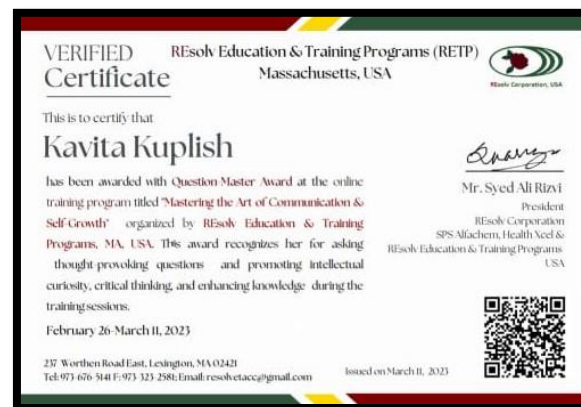 VERIFIED
Certificate
REsolv Education & Training Programs (RETP)
Massachusetts, USA
REsolv Corporation, USA
This is to certify that
Kavita Kuplish
has been awarded with Question-Master Award at the online
training program titled "Mastering the Art of Communication &
Self-Growth" organized by REsolv Education & Training
Programs, MA, USA. This award recognizes her for asking
thought-provoking questions and promoting intellectual
curiosity, critical thinking, and enhancing knowledge during the
training sessions.
February 26-March 11, 2023
Mr. Syed Ali Rizvi
President
REsolv Corporation
SPS Alfachem, Health Xcel &
REsolv Education & Training Programs
USA
237 Worthen Road East, Lexington, MA 02421
Tel: 973-676-5141 F: 973-323-2581; Email: resolvetacc4@gmail.com
Issued on March 11, 2023